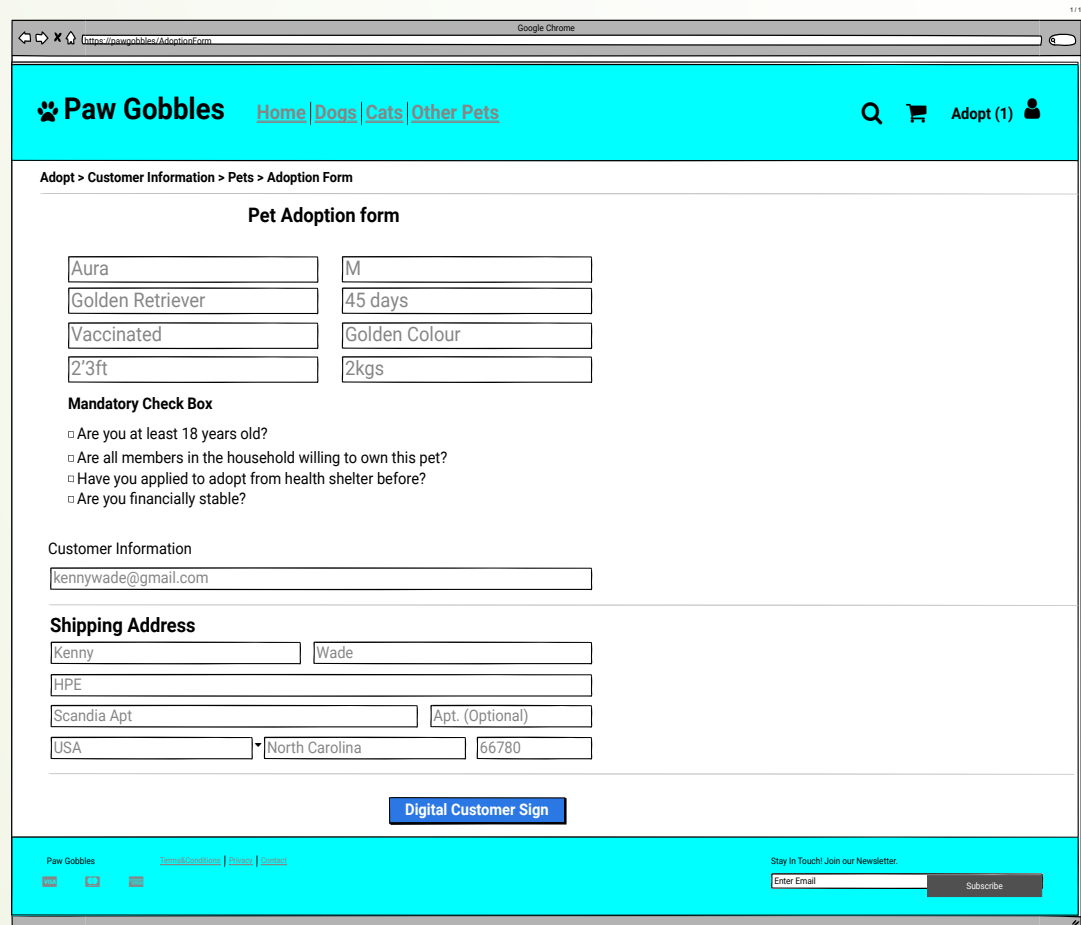 1 / 1
Google Chrome
https://pawgobbles/AdoptionForm
Paw Gobbles Home Dogs Cats Other Pets Adopt (1)
Adopt > Customer Information > Pets > Adoption Form
Pet Adoption form
Aura M
Golden Retriever 45 days
Vaccinated Golden Colour
2'3ft 2kgs
Mandatory Check Box
Are you at least 18 years old?
Are all members in the household willing to own this pet?
Have you applied to adopt from health shelter before?
Are you financially stable?
Customer Information
kennywade@gmail.com
Shipping Address
Kenny Wade
HPE
Scandia Apt Apt. (Optional)
USA North Carolina 66780
Digital Customer Sign
Paw Gobbles Terms&Conditions Privacy Contact Stay In Touch! Join our Newsletter.
VISA Enter Email Subscribe